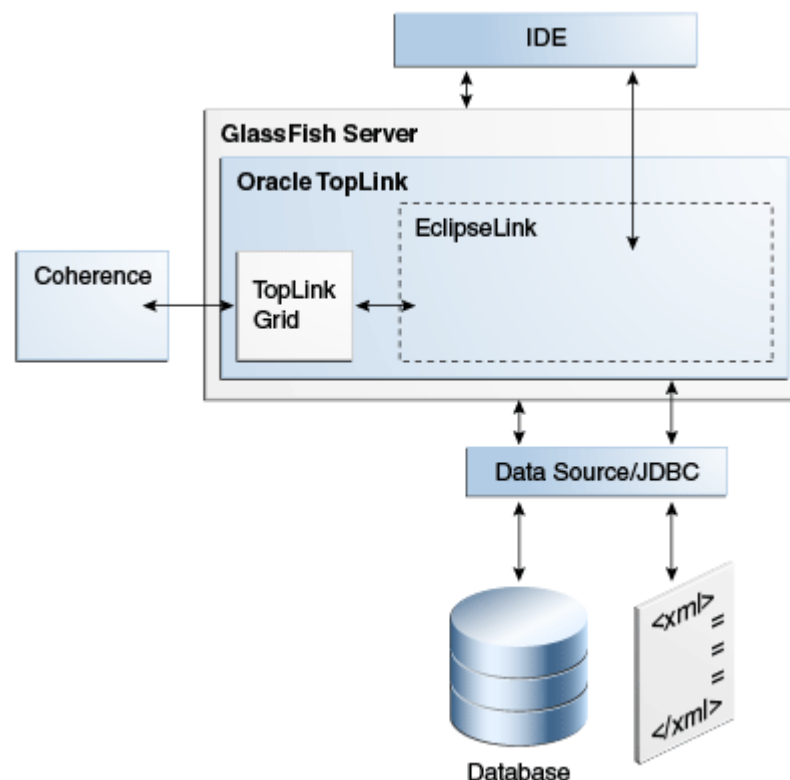 IDE
GlassFish Server
Oracle TopLink
EclipseLink
Coherence
TopLink
Grid
Data Source/JDBC
<xml>
=
=
=
</xml>
Database